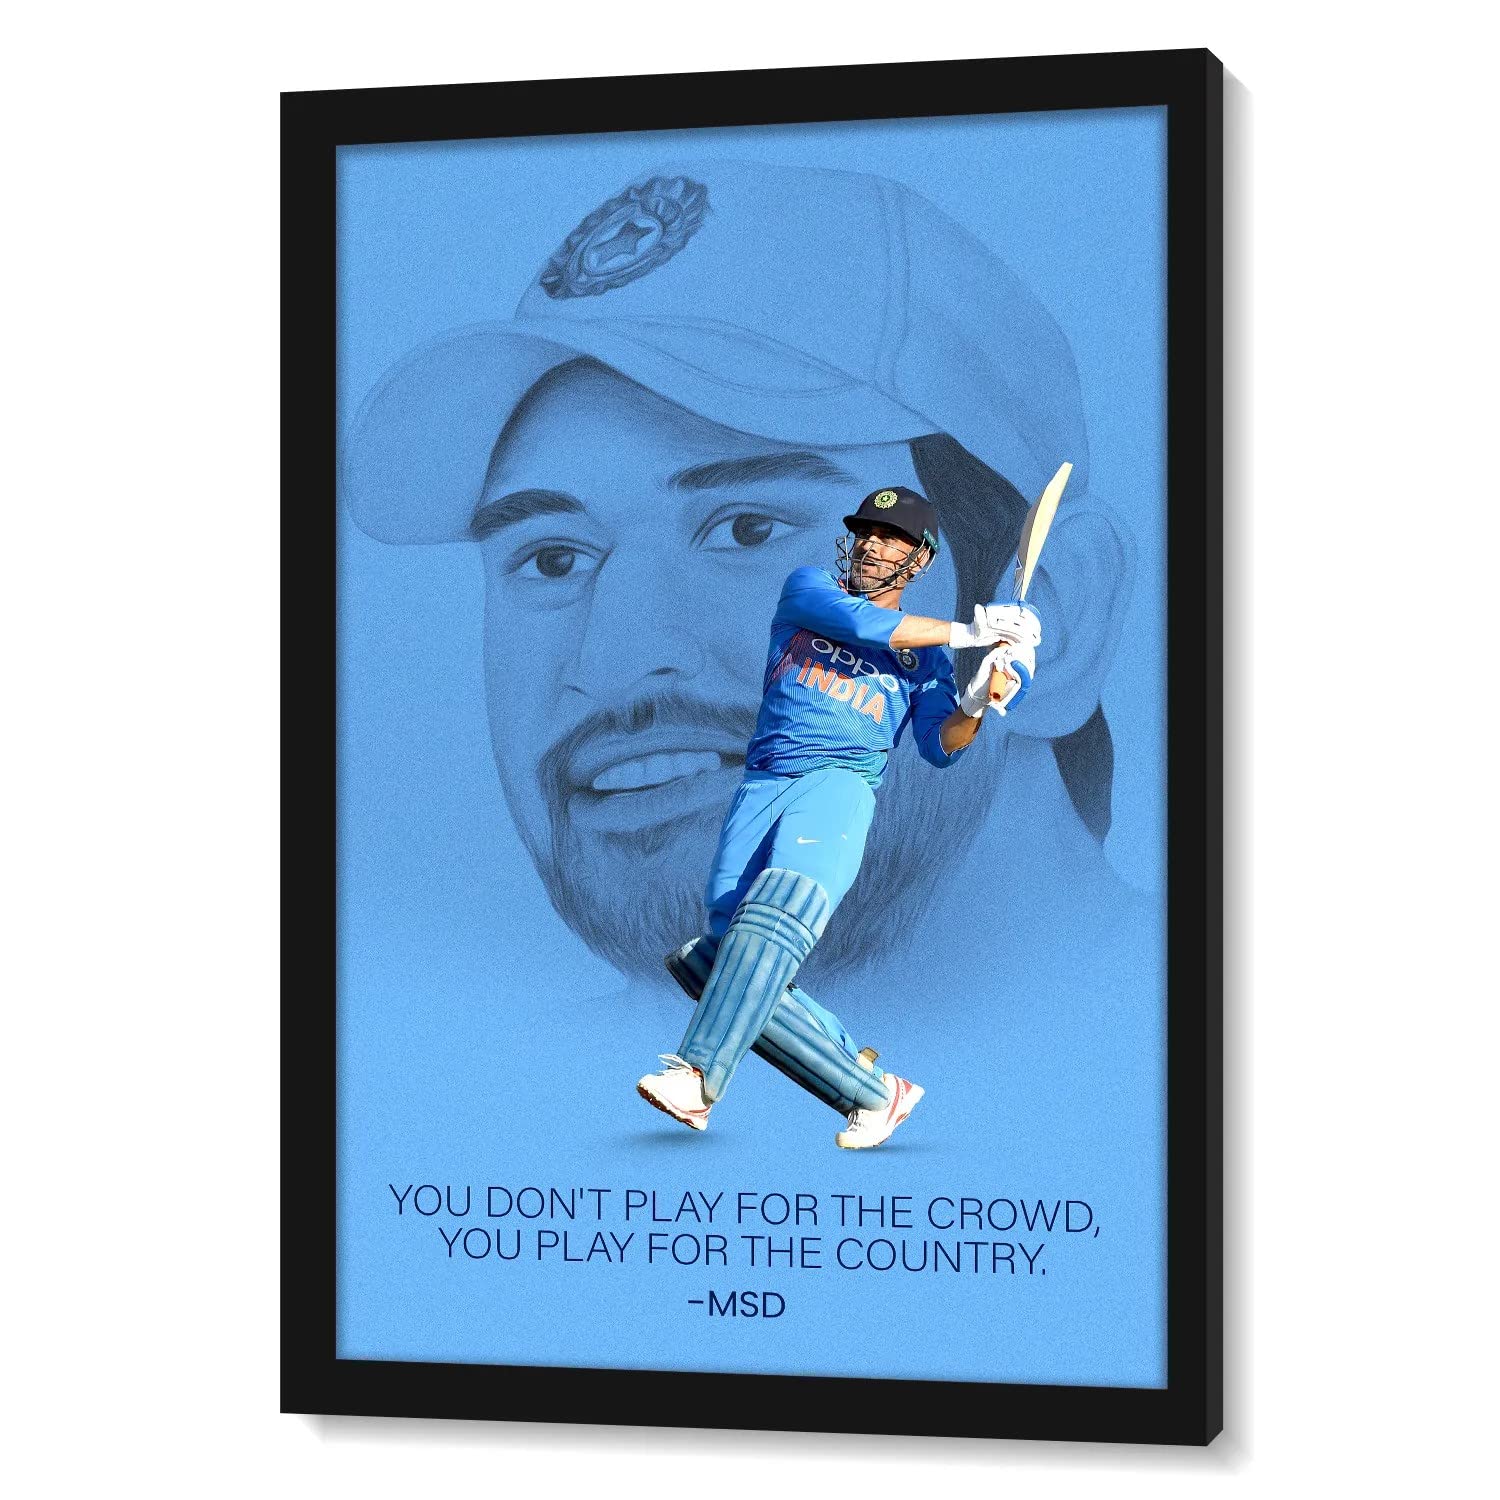 oppo
INDIA
YOU DON'T PLAY FOR THE CROWD,
YOU PLAY FOR THE COUNTRY.
-MSD